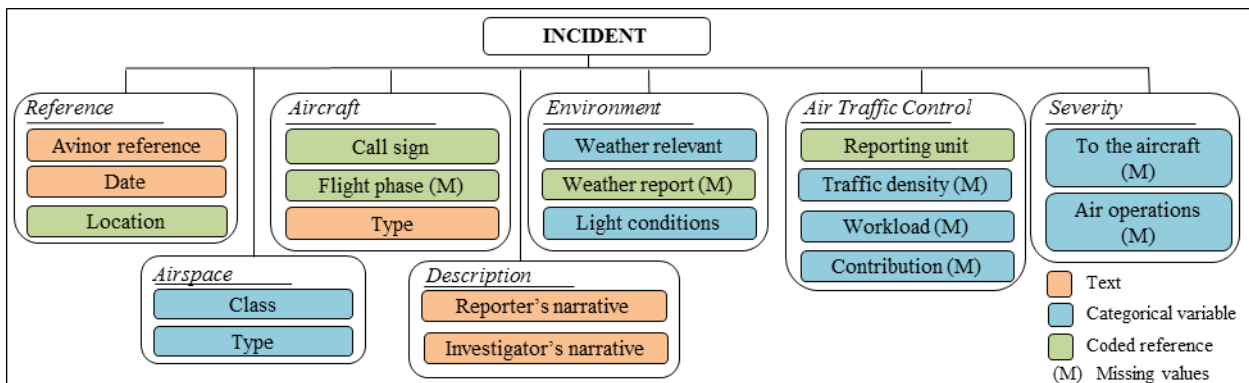 INCIDENT
Reference
Avinor reference
Date
Location
Aircraft
Call sign
Flight phase (M)
Type
Environment
Weather relevant
Weather report (M)
Light conditions
Air Traffic Control
Reporting unit
Traffic density (M)
Workload (M)
Contribution (M)
Severity
To the aircraft
(M)
Air operations
(M)
Airspace
Class
Type
Description
Reporter's narrative
Investigator's narrative
Text
Categorical variable
Coded reference
(M) Missing values